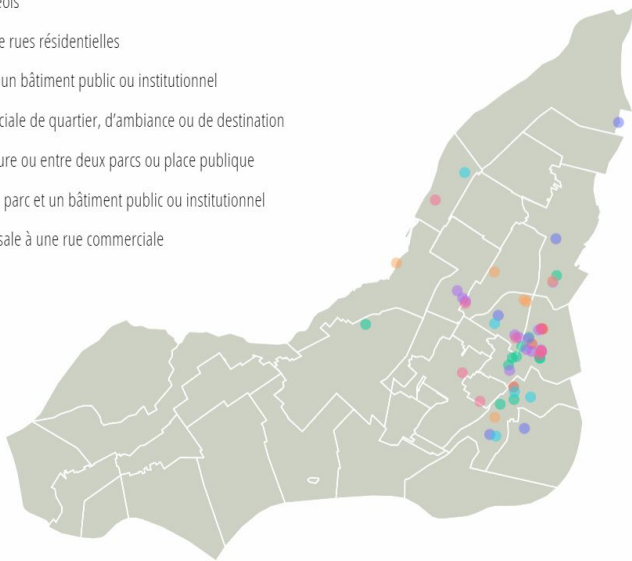 e rues résidentielles
un bâtiment public ou institutionnel
ciale de quartier, d’ambiance ou de destination
ure ou entre deux parcs ou place publique
parc et un bâtiment public ou institutionnel
sale à une rue commerciale